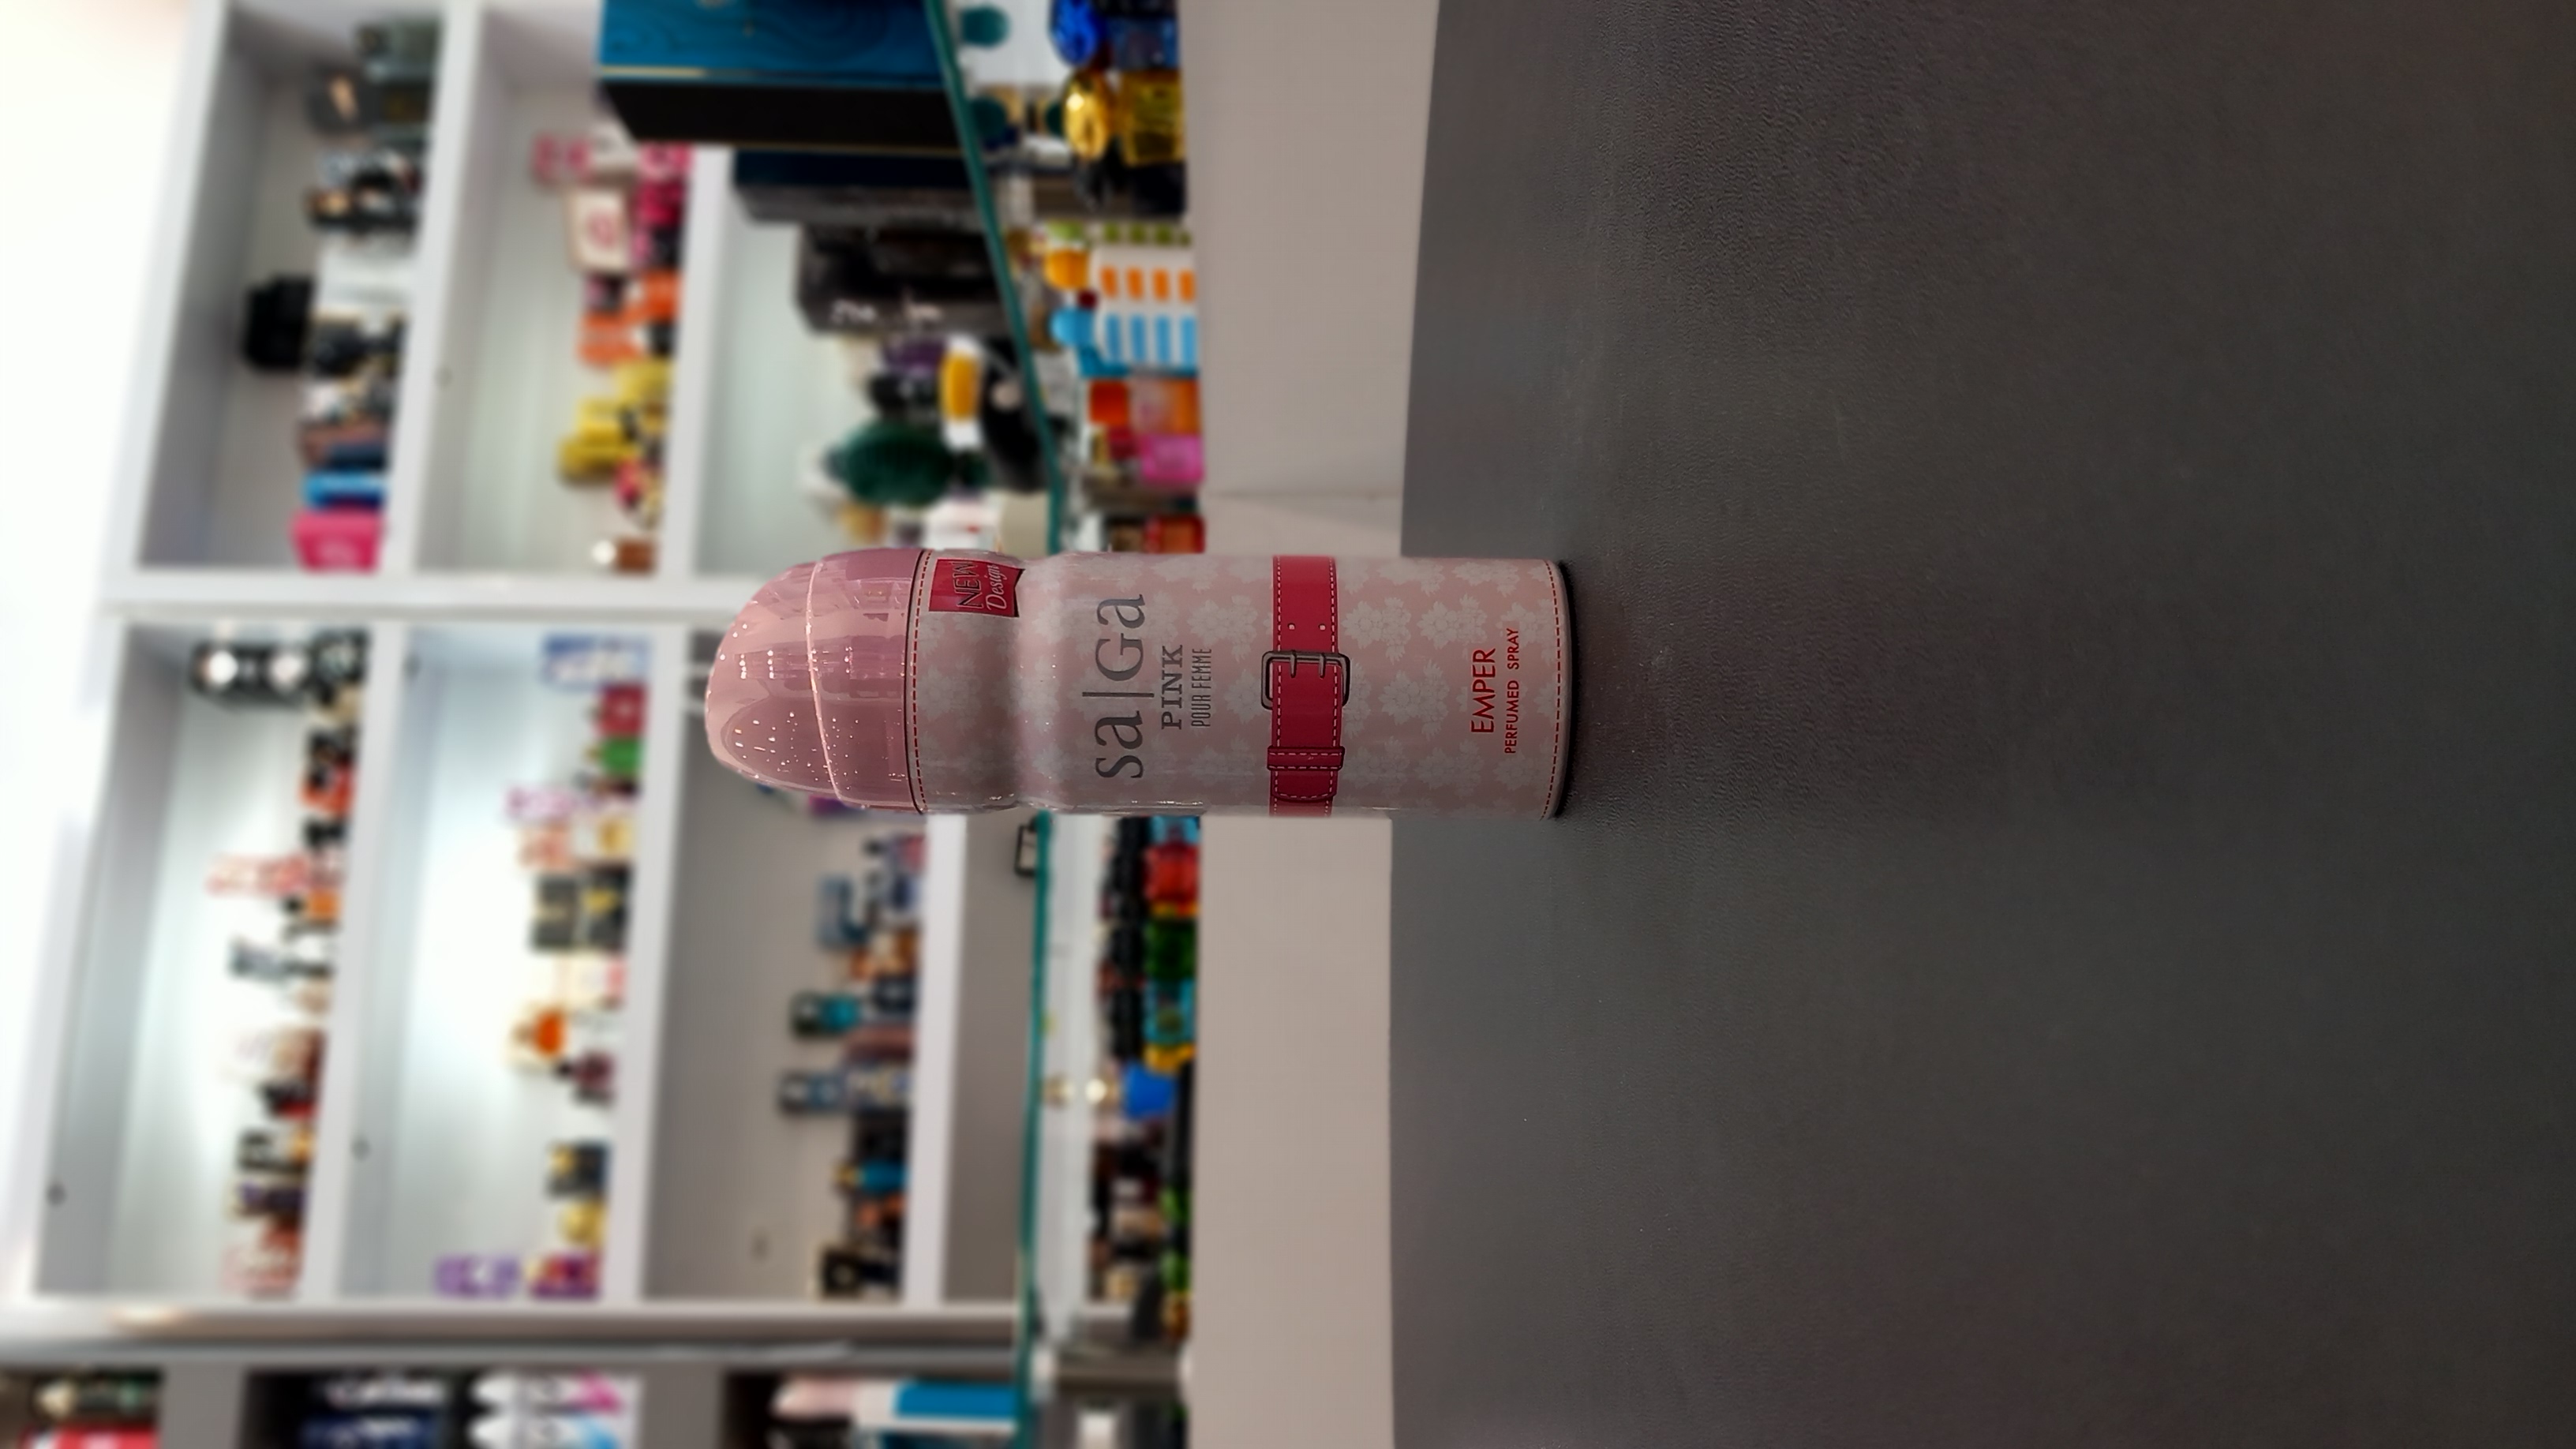 NEW
Design
sa|Ga
PINK
POUR FEMME
EMPER
PERFUMED SPRAY